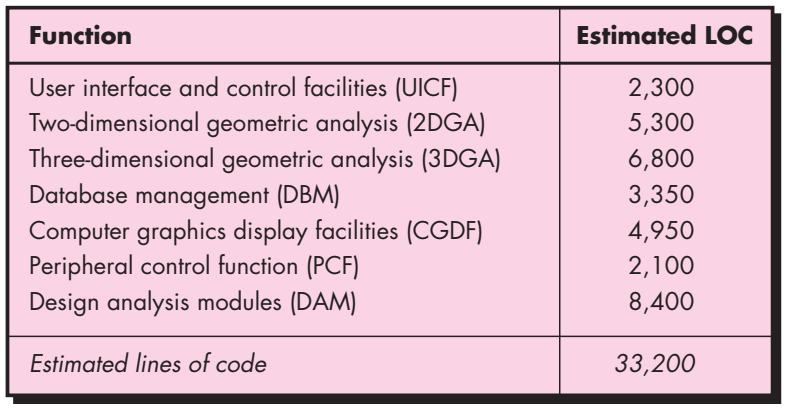 Function Estimated LOC
User interface and control facilities (UICF) 2,300
Two-dimensional geometric analysis (2DGA) 5,300
Three-dimensional geometric analysis (3DGA) 6,800
Database management (DBM) 3,350
Computer graphics display facilities (CGDF) 4,950
Peripheral control function (PCF) 2,100
Design analysis modules (DAM) 8,400
Estimated lines of code 33,200